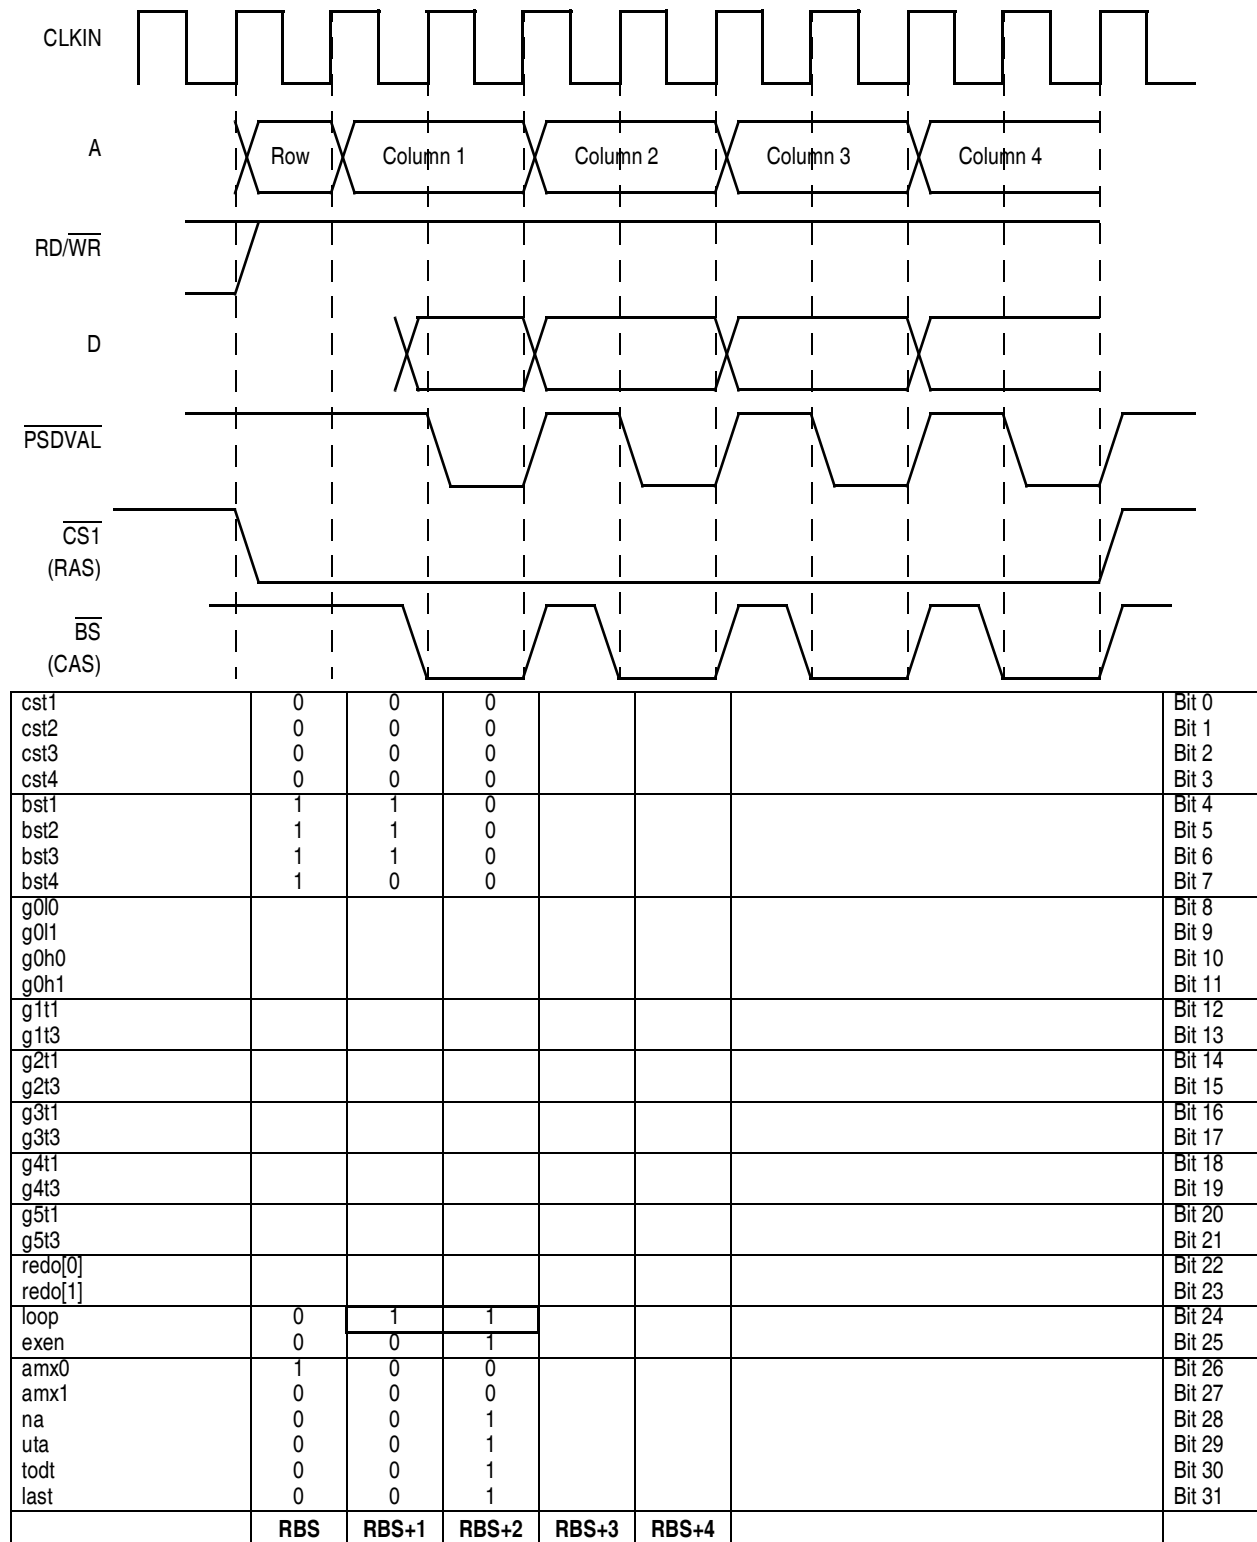 CLKIN
A
Row Column 1 Column 2 Column 3 Column 4
RD/WR
D
PSDVAL
CS1
(RAS)
BS
(CAS)
cst1 0 0 0 Bit 0
cst2 0 0 0 Bit 1
cst3 0 0 0 Bit 2
cst4 0 0 0 Bit 3
bst1 1 1 0 Bit 4
bst2 1 1 0 Bit 5
bst3 1 1 0 Bit 6
bst4 1 0 0 Bit 7
g0l0 Bit 8
g0l1 Bit 9
g0h0 Bit 10
g0h1 Bit 11
g1t1 Bit 12
g1t3 Bit 13
g2t1 Bit 14
g2t3 Bit 15
g3t1 Bit 16
g3t3 Bit 17
g4t1 Bit 18
g4t3 Bit 19
g5t1 Bit 20
g5t3 Bit 21
redo[0] Bit 22
redo[1] Bit 23
loop 0 1 1 Bit 24
exen 0 0 1 Bit 25
amx0 1 0 0 Bit 26
amx1 0 0 0 Bit 27
na 0 0 1 Bit 28
uta 0 0 1 Bit 29
todt 0 0 1 Bit 30
last 0 0 1 Bit 31
RBS RBS+1 RBS+2 RBS+3 RBS+4